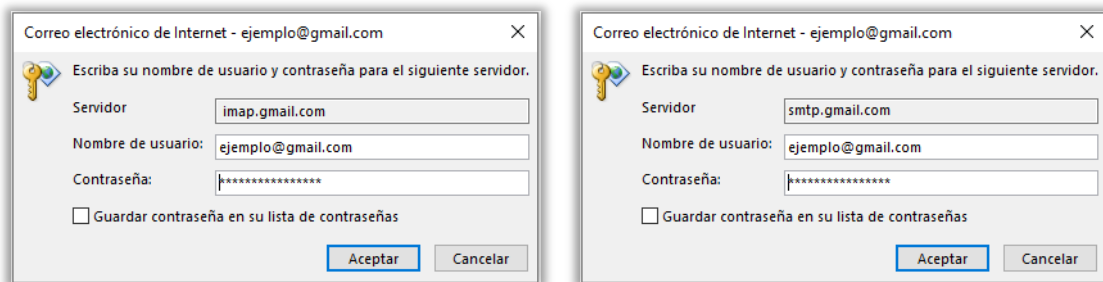 Correo electrónico de Internet - ejemplo@gmail.com
Escriba su nombre de usuario y contraseña para el siguiente servidor.
Servidor
imap.gmail.com
Nombre de usuario:
ejemplo@gmail.com
Contraseña:
****************
Guardar contraseña en su lista de contraseñas
Aceptar
Cancelar
Correo electrónico de Internet - ejemplo@gmail.com
Escriba su nombre de usuario y contraseña para el siguiente servidor.
Servidor
smtp.gmail.com
Nombre de usuario:
ejemplo@gmail.com
Contraseña:
****************
Guardar contraseña en su lista de contraseñas
Aceptar
Cancelar